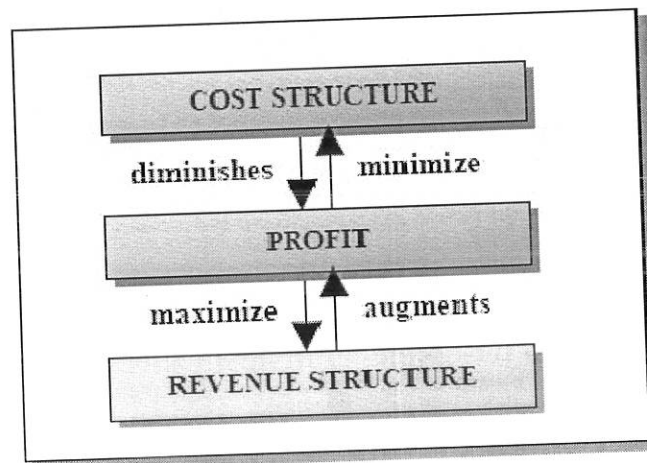 COST STRUCTURE
diminishes minimize
PROFIT
maximize augments
REVENUE STRUCTURE